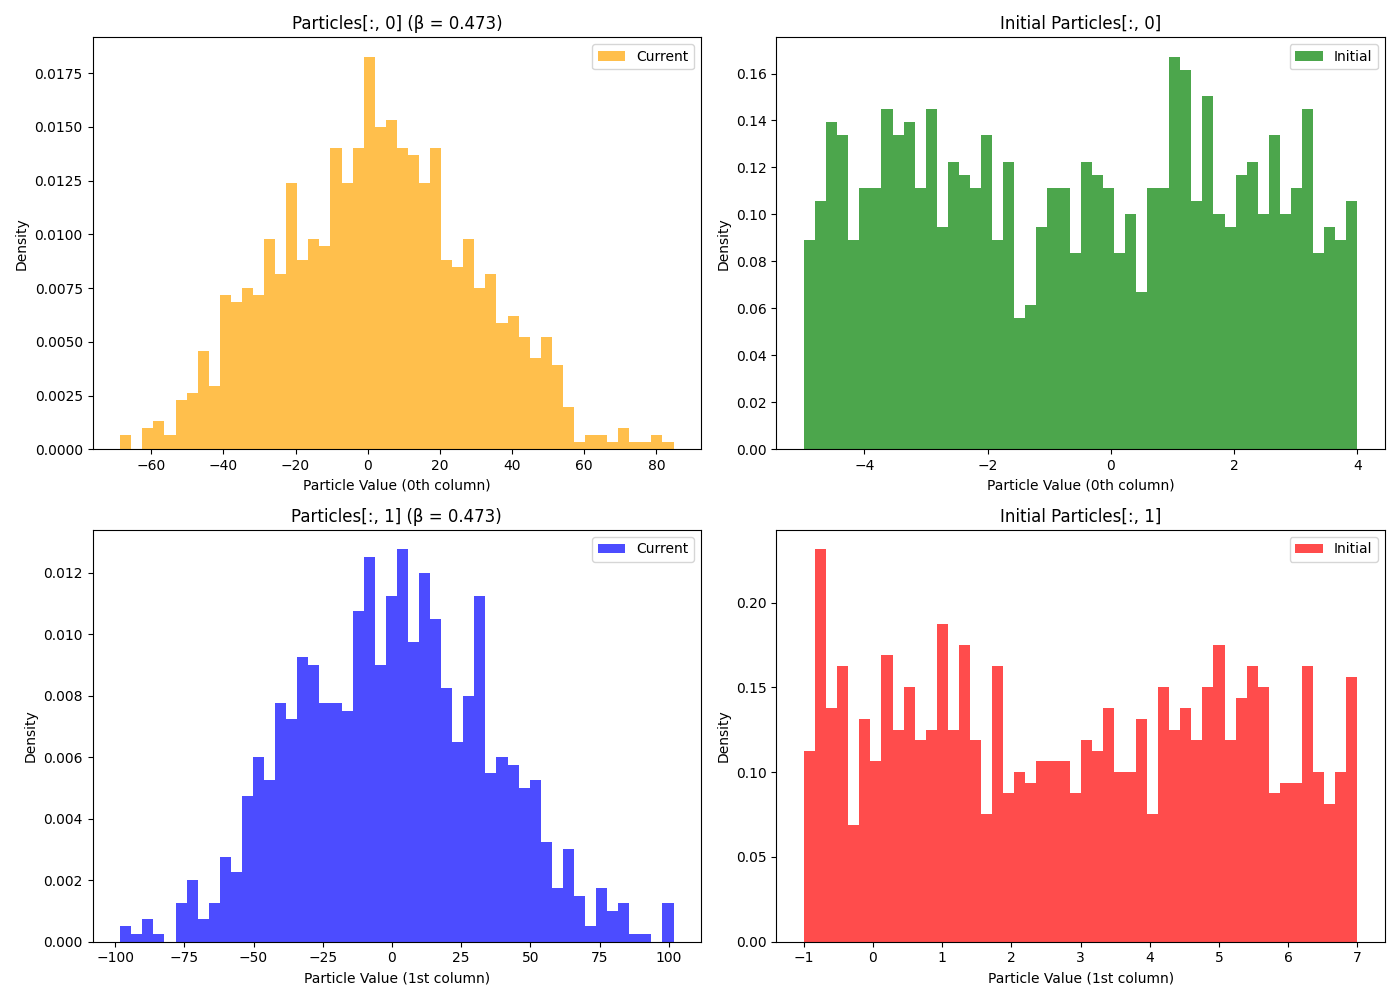 Particles[:, 0] (β = 0.473)
Current
0.0175
0.0150
0.0125
0.0100
0.0075
0.0050
0.0025
0.0000
Density
−60 −40 −20 0 20 40 60 80
Particle Value (0th column)
Initial Particles[:, 0]
Initial
0.16
0.14
0.12
0.10
0.08
0.06
0.04
0.02
0.00
Density
−4 −2 0 2 4
Particle Value (0th column)
Particles[:, 1] (β = 0.473)
Current
0.012
0.010
0.008
0.006
0.004
0.002
0.000
Density
−100 −75 −50 −25 0 25 50 75 100
Particle Value (1st column)
Initial Particles[:, 1]
Initial
0.20
0.15
0.10
0.05
0.00
Density
−1 0 1 2 3 4 5 6 7
Particle Value (1st column)